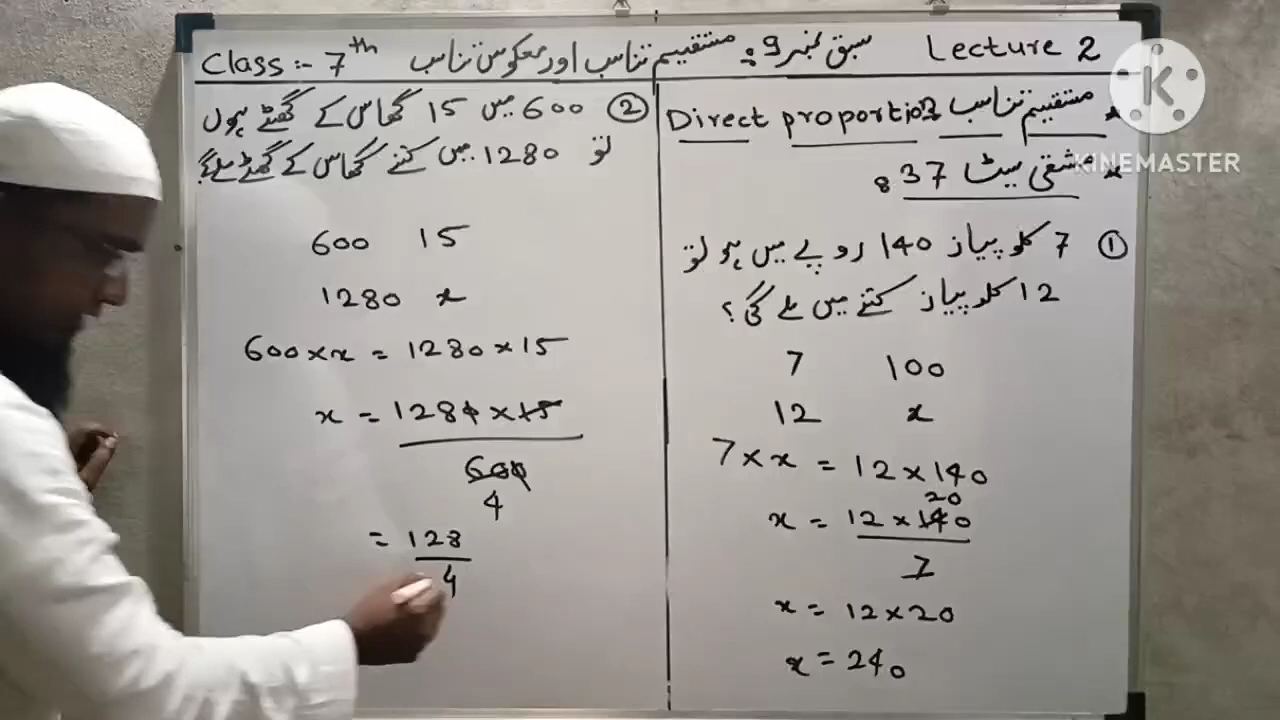 Lecture 2 سبق نمبر 9: مستقیم تناسب اور معکوس تناسب Class :- 7th
* مستقیم تناسب Direct proportion
* مشقی سیٹ 37 :
① 7 کلو پیاز 140 روپے میں ہو تو
12 کلو پیاز کتنے میں ملے گی؟
7 100
12 x
7 × x = 12 × 140
20
x = 12 × 140
7
x = 12 × 20
x = 240
② 600 میں 15 گھاس کے گھٹے ہوں
تو 1280 میں کتنے گھاس کے گھٹے ملے گے؟
600 15
1280 x
600 × x = 1280 × 15
x = 1280 × 15
600
4
= 128
4
K
KINEMASTER